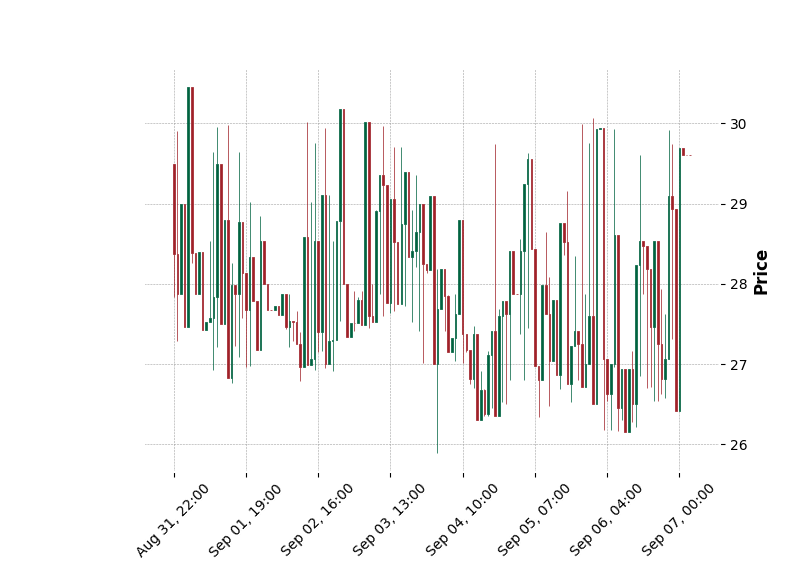 30
29
28
27
26
Price
Aug 31, 22:00
Sep 01, 19:00
Sep 02, 16:00
Sep 03, 13:00
Sep 04, 10:00
Sep 05, 07:00
Sep 06, 04:00
Sep 07, 00:00